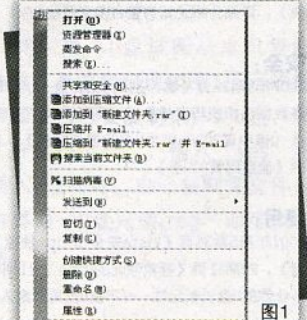 打开(O)
资源管理器(X)
蒸发命令
搜索(E)...
共享和安全(H)...
添加到压缩文件(A)...
添加到 "新建文件夹.rar"(T)
压缩并 E-mail...
压缩到 "新建文件夹.rar" 并 E-mail
搜索当前文件夹(D)
扫描病毒(V)
发送到(N)
剪切(T)
复制(C)
创建快捷方式(S)
删除(D)
重命名(M)
属性(R)
图1